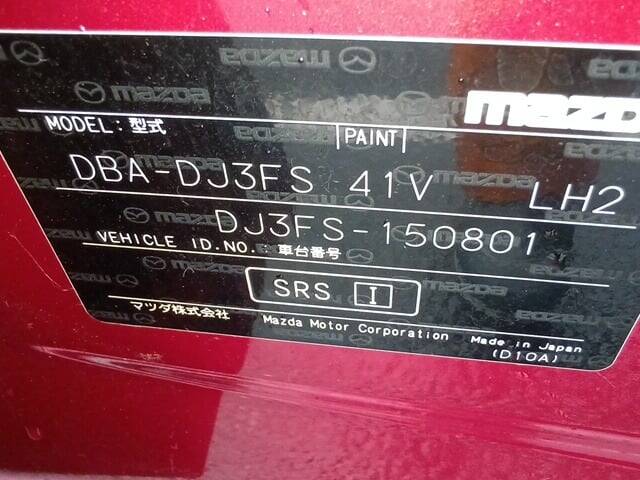 mazda
MODEL: 型式 PAINT
DBA-DJ3FS 41V LH2
DJ3FS-150801
VEHICLE ID.NO.: 車台番号
SRS I
マツダ株式会社 Mazda Motor Corporation Made in Japan
(D10A)